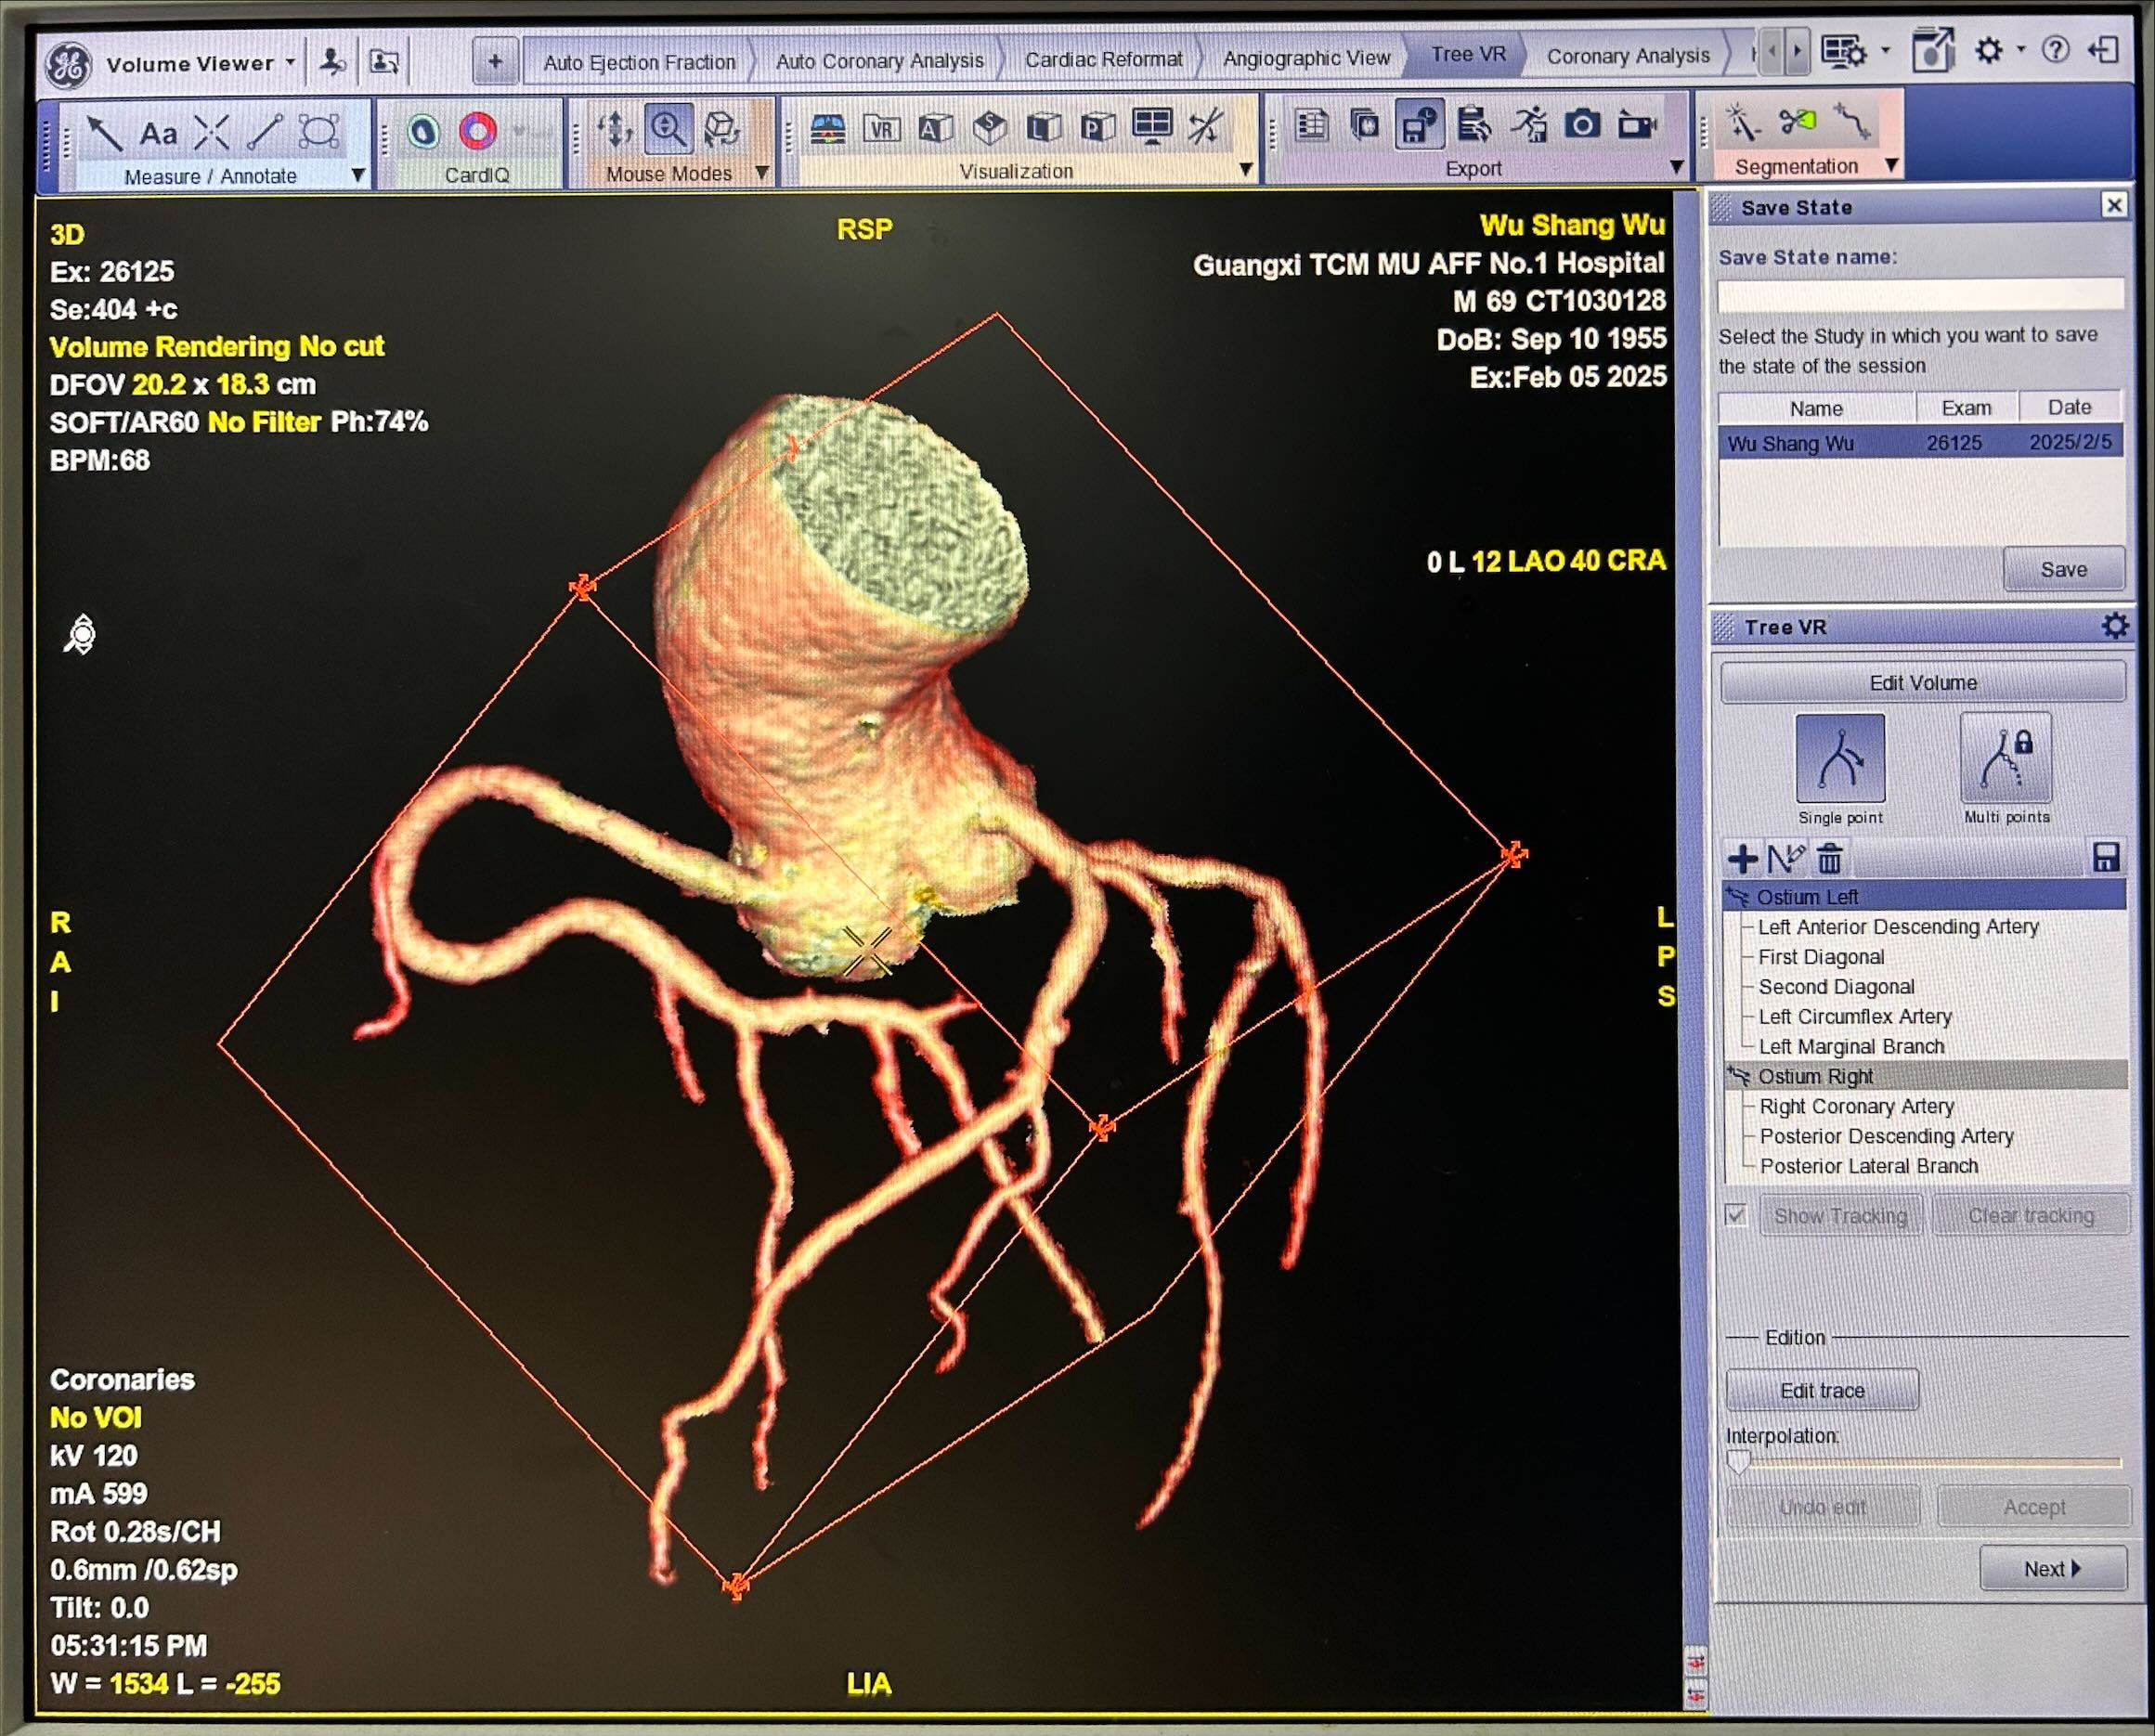 GE Volume Viewer
+ Auto Ejection Fraction Auto Coronary Analysis Cardiac Reformat Angiographic View Tree VR Coronary Analysis
Aa
VR A S L P
Measure / Annotate CardIQ Mouse Modes Visualization Export Segmentation
3D
Ex: 26125
Se:404 +c
Volume Rendering No cut
DFOV 20.2 x 18.3 cm
SOFT/AR60 No Filter Ph:74%
BPM:68
RSP
Wu Shang Wu
Guangxi TCM MU AFF No.1 Hospital
M 69 CT1030128
DoB: Sep 10 1955
Ex:Feb 05 2025
0 L 12 LAO 40 CRA
R
A
I
L
P
S
Coronaries
No VOI
kV 120
mA 599
Rot 0.28s/CH
0.6mm /0.62sp
Tilt: 0.0
05:31:15 PM
W = 1534 L = -255
LIA
Save State
Save State name:
Select the Study in which you want to save
the state of the session
Name Exam Date
Wu Shang Wu 26125 2025/2/5
Save
Tree VR
Edit Volume
Single point Multi points
Ostium Left
Left Anterior Descending Artery
First Diagonal
Second Diagonal
Left Circumflex Artery
Left Marginal Branch
Ostium Right
Right Coronary Artery
Posterior Descending Artery
Posterior Lateral Branch
Show Tracking Clear tracking
Edition
Edit trace
Interpolation:
Undo edit Accept
Next